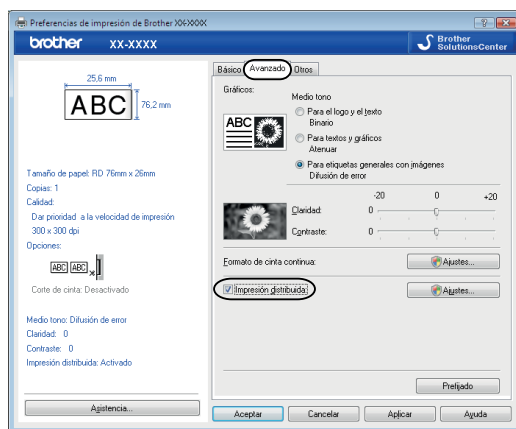 Preferencias de impresión de Brother XX-XXXX
brother XX-XXXX
Brother
SolutionsCenter
25,6 mm
ABC
76,2 mm
Tamaño de papel: RD 76mm x 26mm
Copias: 1
Calidad:
Dar prioridad a la velocidad de impresión
300 x 300 dpi
Opciones:
ABC ABC
Corte de cinta: Desactivado
Medio tono: Difusión de error
Claridad: 0
Contraste: 0
Impresión distribuida: Activado
Asistencia...
Básico Avanzado Otros
Gráficos:
ABC
Medio tono
Para el logo y el texto
Binario
Para textos y gráficos
Atenuar
Para etiquetas generales con imágenes
Difusión de error
-20 0 +20
Claridad: 0
Contraste: 0
Formato de cinta continua: Ajustes...
Impresión distribuida: Ajustes...
Prefijado
Aceptar Cancelar Aplicar Ayuda